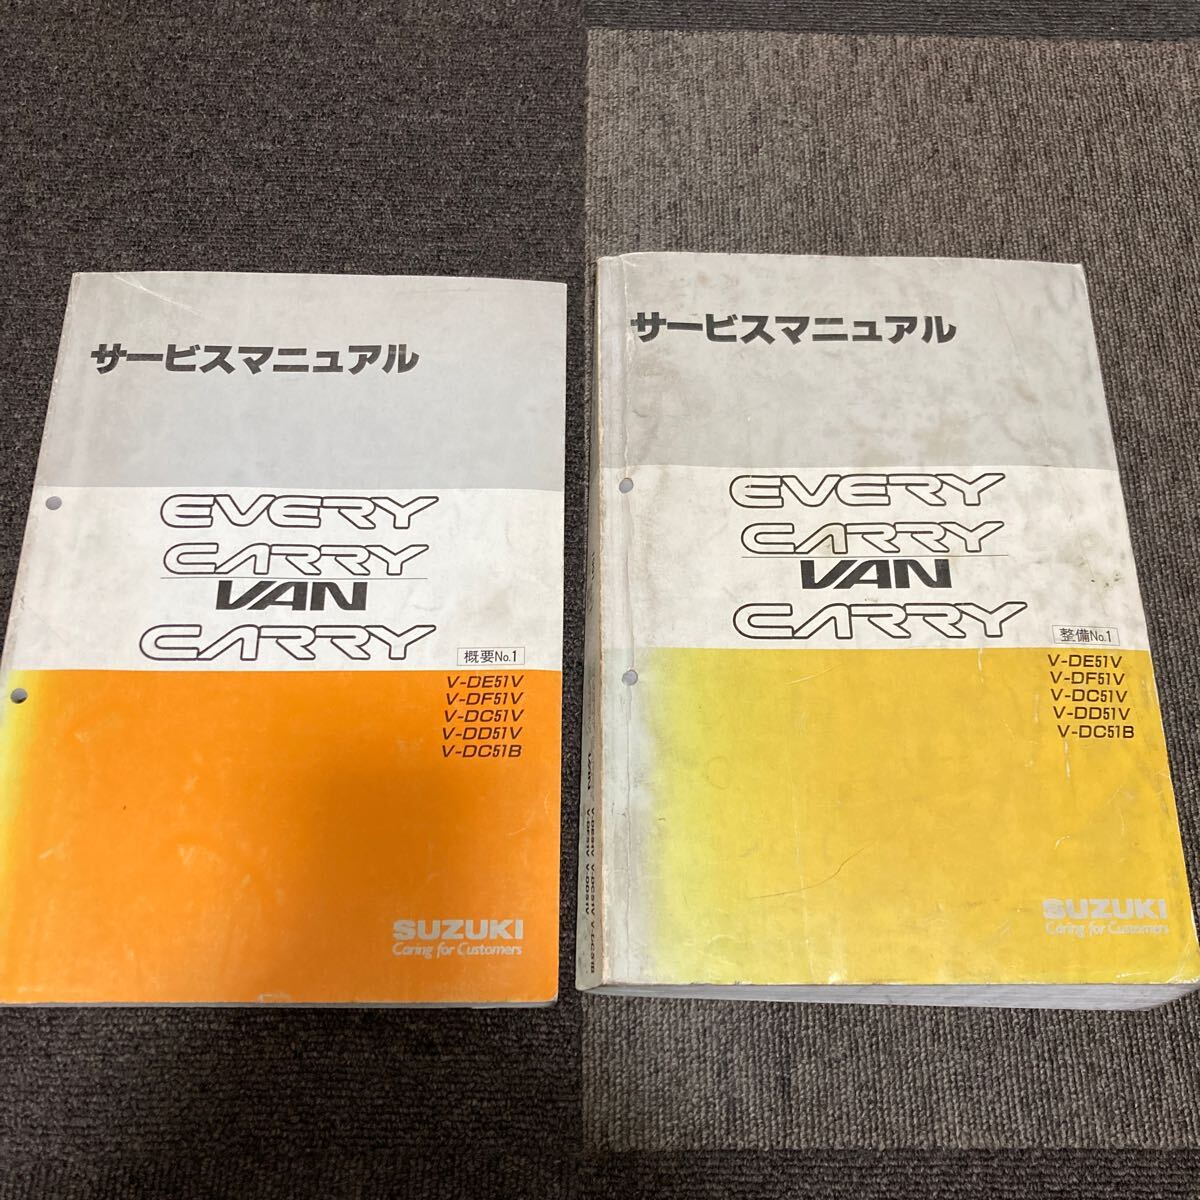 サービスマニュアル
EVERY
CARRY
VAN
CARRY
概要No.1
V-DE51V
V-DF51V
V-DC51V
V-DD51V
V-DC51B
SUZUKI
Caring for Customers
サービスマニュアル
EVERY
CARRY
VAN
CARRY
整備No.1
V-DE51V
V-DF51V
V-DC51V
V-DD51V
V-DC51B
SUZUKI
Caring for Customers